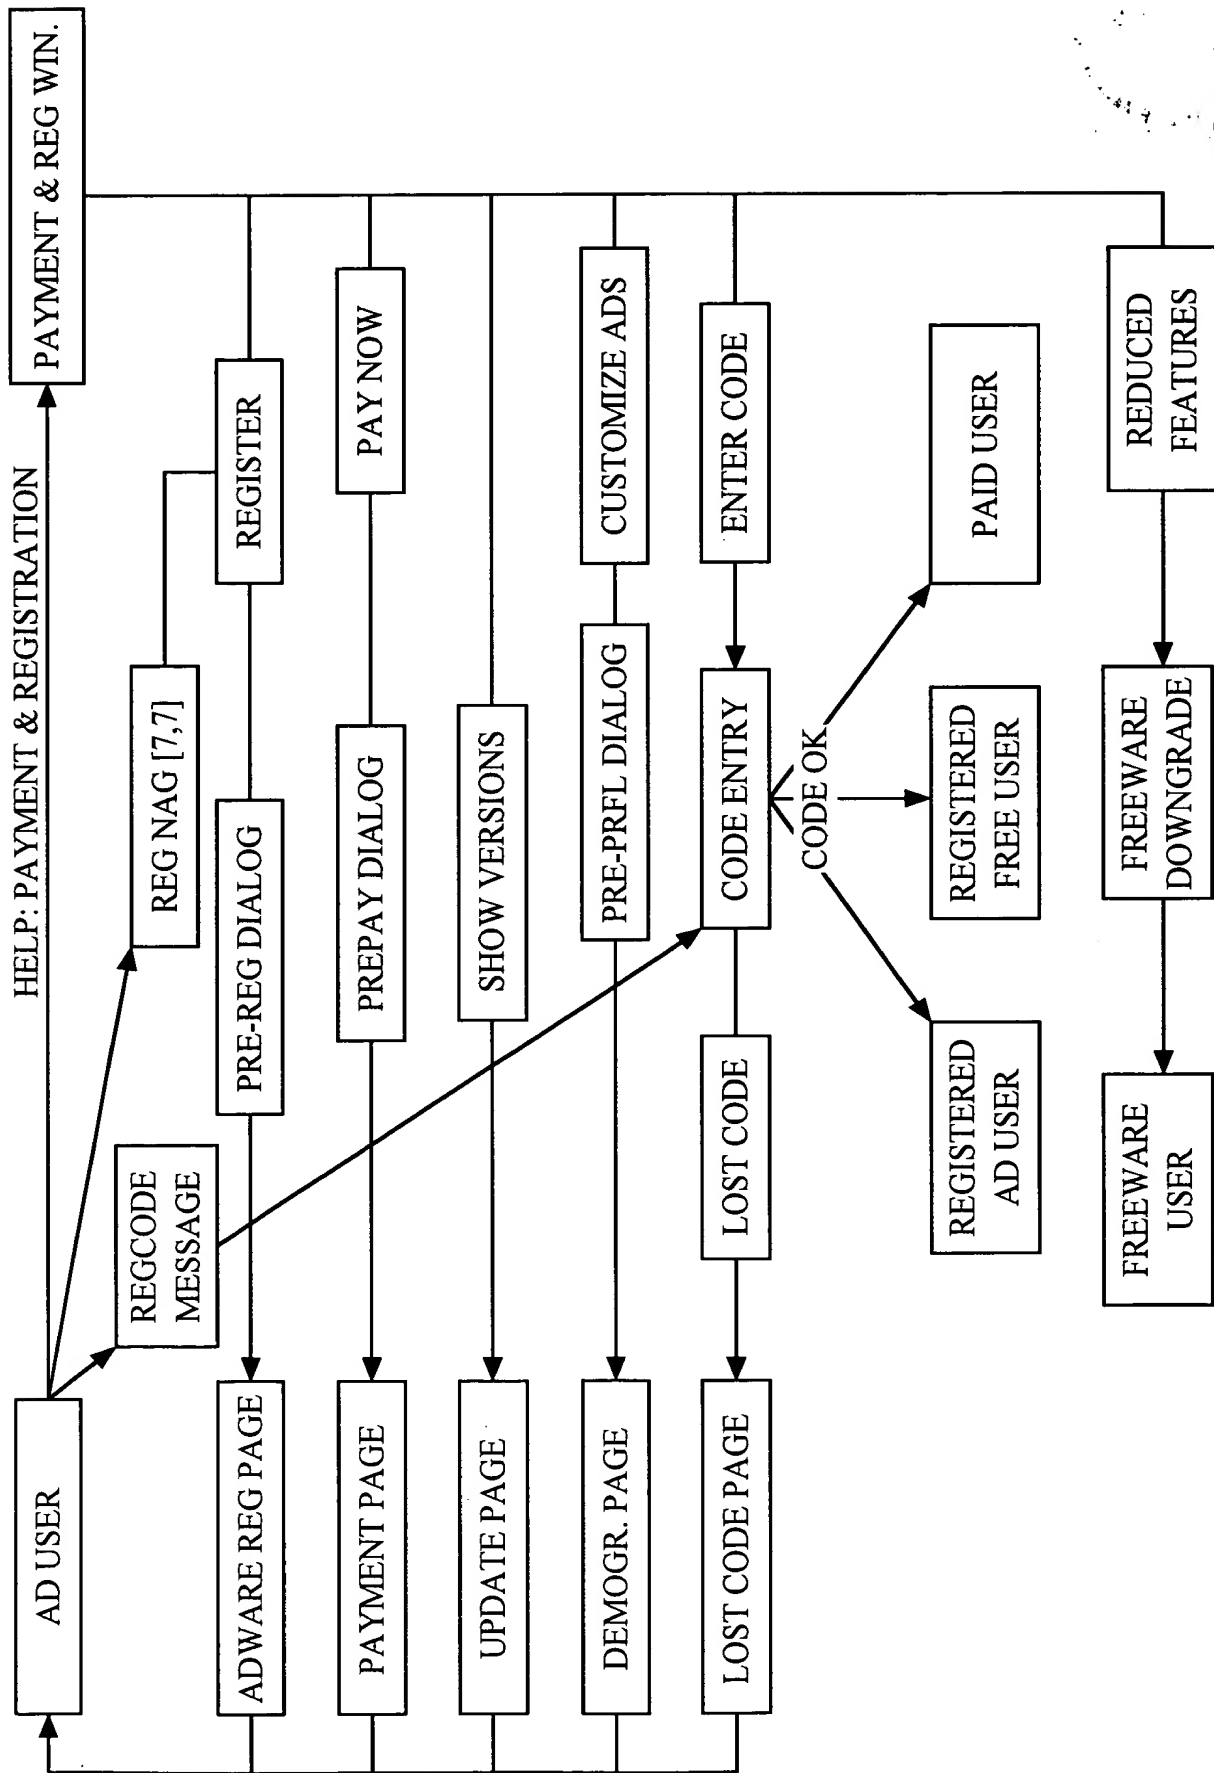 AD USER
HELP: PAYMENT & REGISTRATION
PAYMENT & REG WIN.
REGCODE
MESSAGE
REG NAG [7,7]
ADWARE REG PAGE
PRE-REG DIALOG
REGISTER
PAYMENT PAGE
PREPAY DIALOG
PAY NOW
UPDATE PAGE
SHOW VERSIONS
DEMOGR. PAGE
PRE-PRFL DIALOG
CUSTOMIZE ADS
LOST CODE PAGE
LOST CODE
CODE ENTRY
ENTER CODE
CODE OK
REGISTERED
AD USER
REGISTERED
FREE USER
PAID USER
FREEWARE
USER
FREEWARE
DOWNGRADE
REDUCED
FEATURES